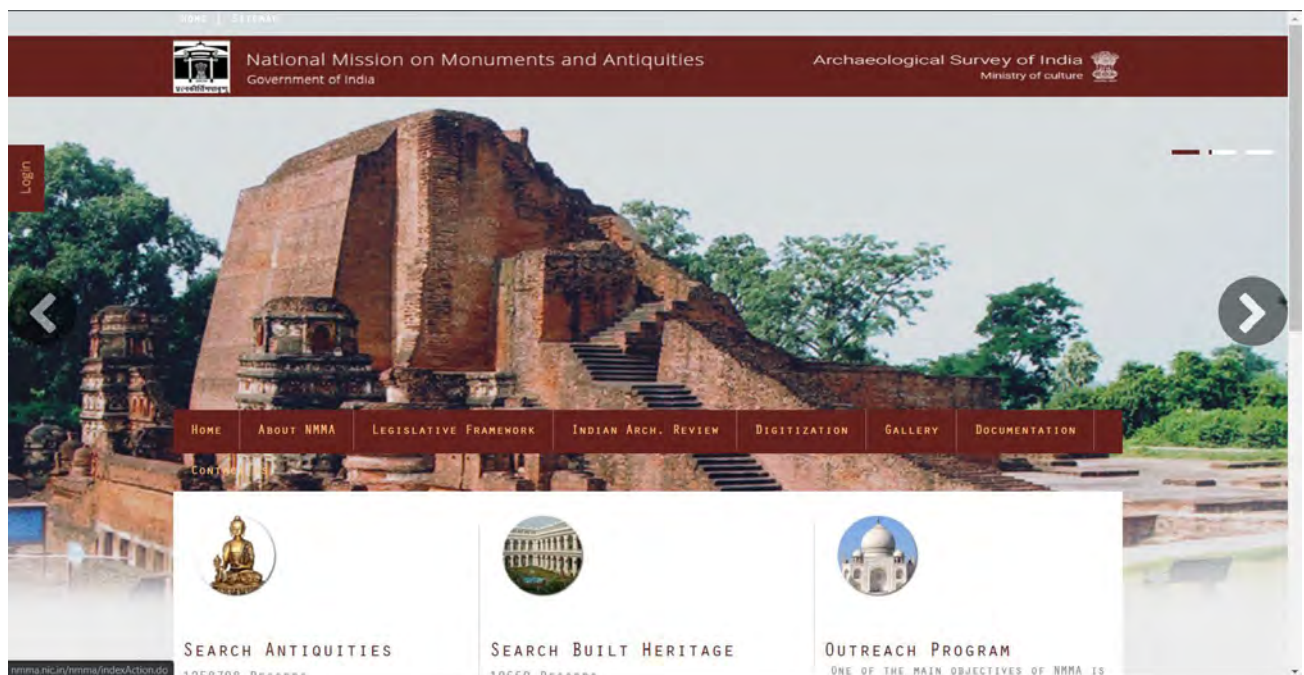 HOME | SITEMAP
National Mission on Monuments and Antiquities
Government of India
Archaeological Survey of India
Ministry of culture
Login
HOME ABOUT NMMA LEGISLATIVE FRAMEWORK INDIAN ARCH. REVIEW DIGITIZATION GALLERY DOCUMENTATION
SEARCH ANTIQUITIES
SEARCH BUILT HERITAGE
OUTREACH PROGRAM
ONE OF THE MAIN OBJECTIVES OF NMMA IS
nmma.nic.in/nmma/indexAction.do